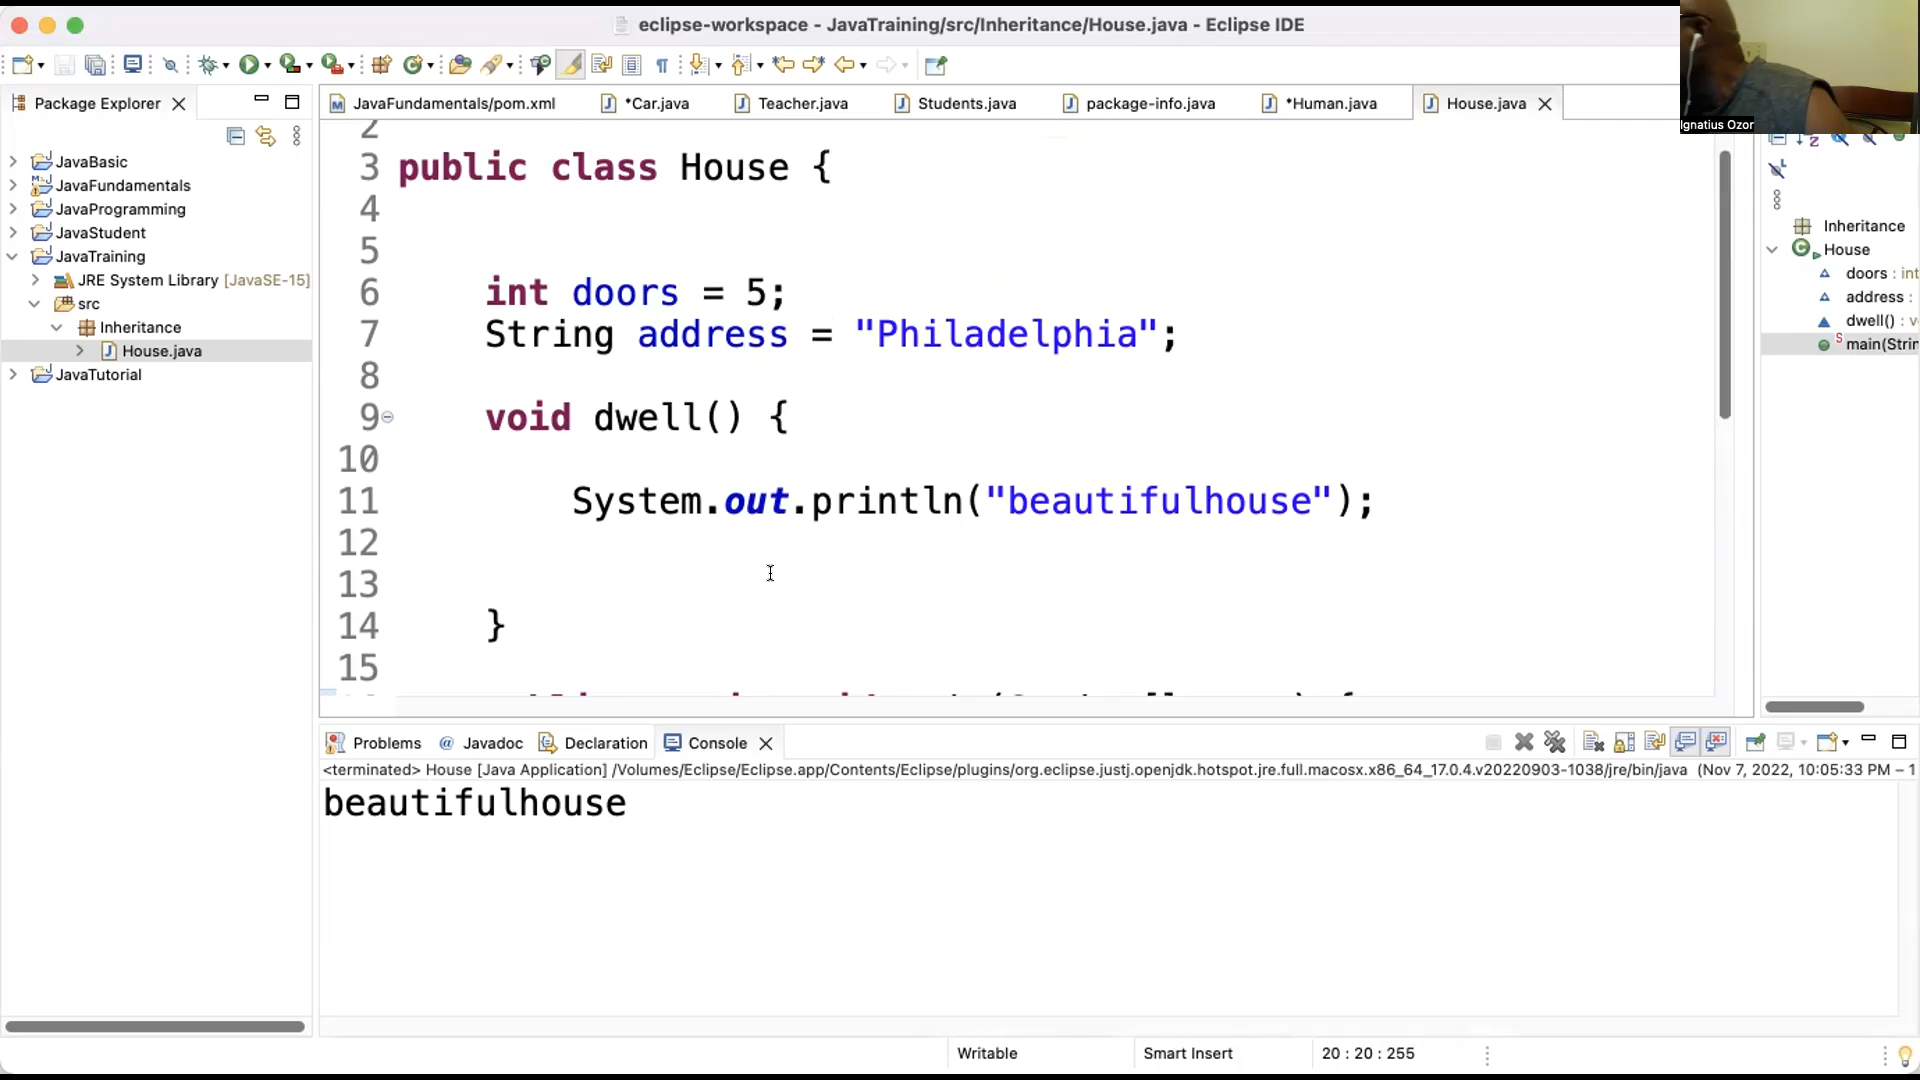 eclipse-workspace - JavaTraining/src/Inheritance/House.java - Eclipse IDE
Package Explorer
JavaFundamentals/pom.xml
*Car.java
Teacher.java
Students.java
package-info.java
*Human.java
House.java
Ignatius Ozor
JavaBasic
JavaFundamentals
JavaProgramming
JavaStudent
JavaTraining
JRE System Library [JavaSE-15]
src
Inheritance
House.java
JavaTutorial
2
3 public class House {
4
5
6 int doors = 5;
7 String address = "Philadelphia";
8
9 void dwell() {
10
11 System.out.println("beautifulhouse");
12
13
14 }
15
Inheritance
House
doors : int
address :
dwell() : v
main(Strin
Problems
@ Javadoc
Declaration
Console
<terminated> House [Java Application] /Volumes/Eclipse/Eclipse.app/Contents/Eclipse/plugins/org.eclipse.justj.openjdk.hotspot.jre.full.macosx.x86_64_17.0.4.v20220903-1038/jre/bin/java (Nov 7, 2022, 10:05:33 PM – 1
beautifulhouse
Writable
Smart Insert
20 : 20 : 255